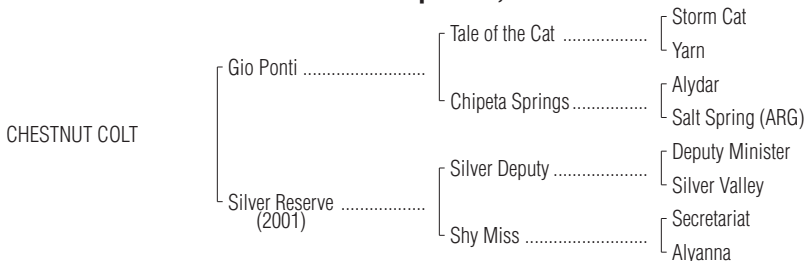 Storm Cat
Tale of the Cat ..................
Yarn
Gio Ponti ..........................
Alydar
Chipeta Springs................
Salt Spring (ARG)
CHESTNUT COLT
Deputy Minister
Silver Deputy ....................
Silver Valley
Silver Reserve ..................
(2001)
Secretariat
Shy Miss ..........................
Alyanna